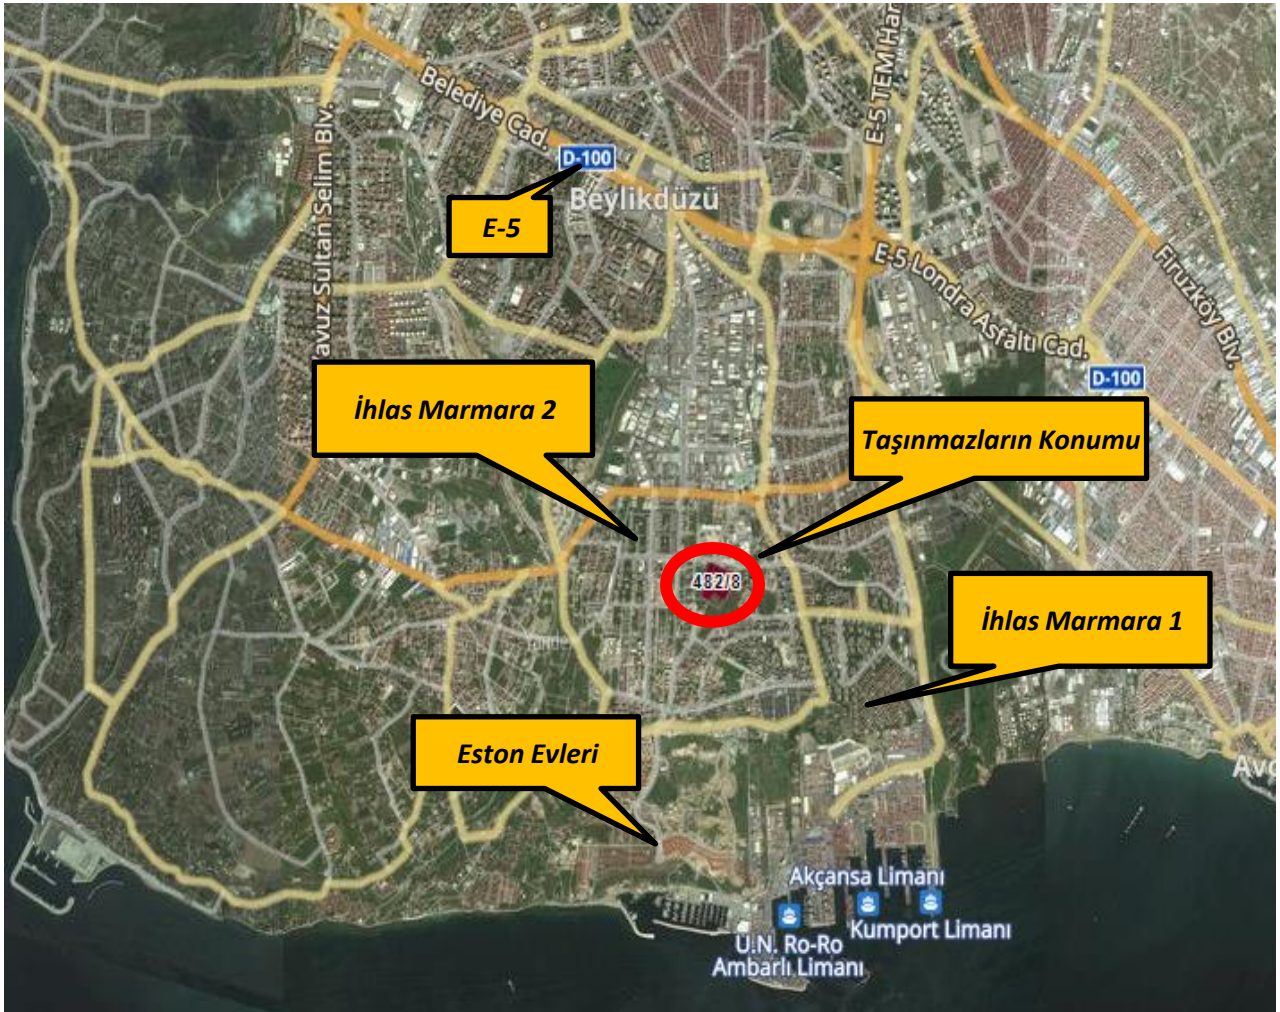 Belediye Cad.
E-5 TEM Har
D-100
Beylikdüzü
E-5
Yavuz Sultan Selim Blv.
E-5 Londra Asfaltı Cad.
Firuzköy Blv.
D-100
İhlas Marmara 2
Taşınmazların Konumu
482/8
İhlas Marmara 1
Eston Evleri
Avc
Akçansa Limanı
Kumport Limanı
U.N. Ro-Ro
Ambarlı Limanı